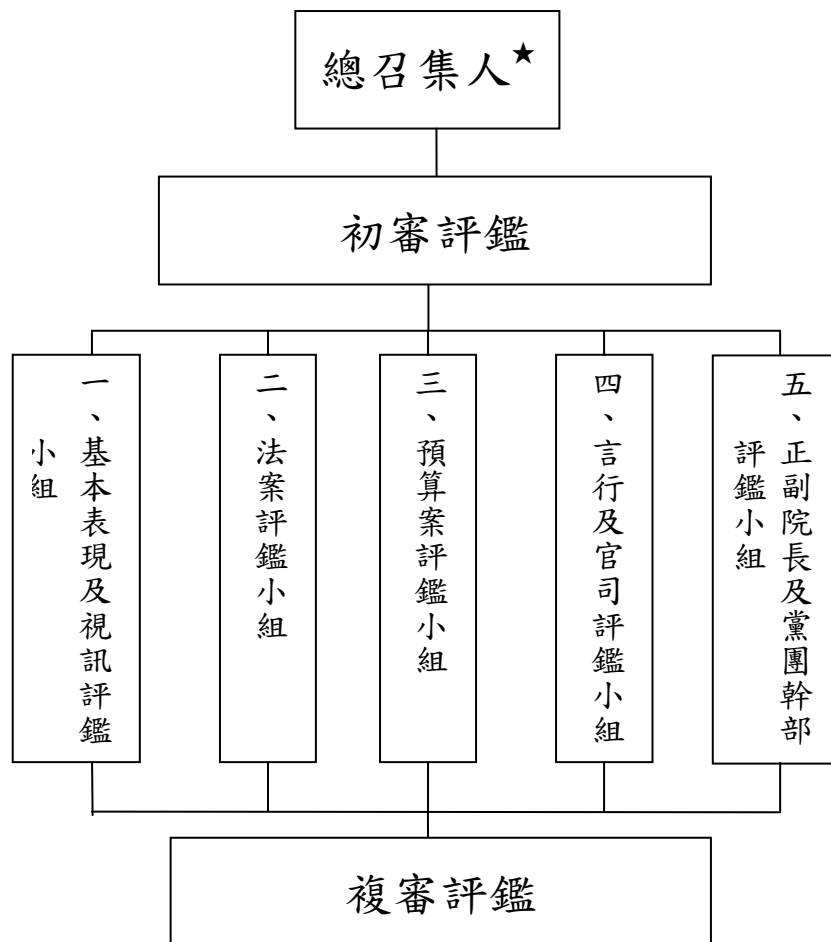 總召集人★
初審評鑑
一、基本表現及視訊評鑑
小組
二、法案評鑑小組
三、預算案評鑑小組
四、言行及官司評鑑小組
五、正副院長及黨團幹部
評鑑小組
複審評鑑